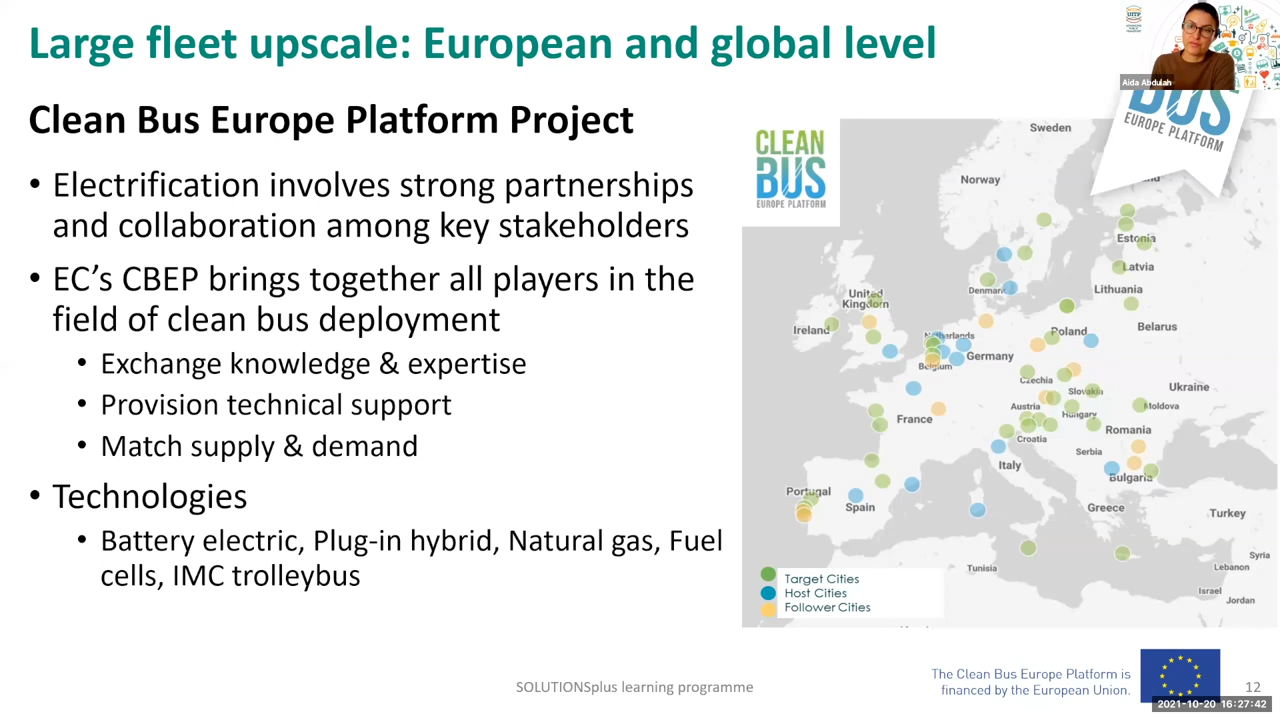 Large fleet upscale: European and global level
UITP
Aida Abdulah
Clean Bus Europe Platform Project
• Electrification involves strong partnerships
and collaboration among key stakeholders
• EC's CBEP brings together all players in the
field of clean bus deployment
• Exchange knowledge & expertise
• Provision technical support
• Match supply & demand
• Technologies
• Battery electric, Plug-in hybrid, Natural gas, Fuel
cells, IMC trolleybus
CLEAN
BUS
EUROPE PLATFORM
BUS
EUROPE PLATFORM
Sweden
Norway
Estonia
Latvia
Lithuania
Denmark
United
Kingdom
Ireland
Belarus
Poland
Netherlands
Germany
Belgium
Czechia
Ukraine
Slovakia
Austria
Hungary
Moldova
France
Romania
Croatia
Serbia
Italy
Bulgaria
Portugal
Spain
Greece
Turkey
Syria
Tunisia
Lebanon
Israel
Jordan
Target Cities
Host Cities
Follower Cities
SOLUTIONSplus learning programme
The Clean Bus Europe Platform is
financed by the European Union.
12
2021-10-20 16:27:42